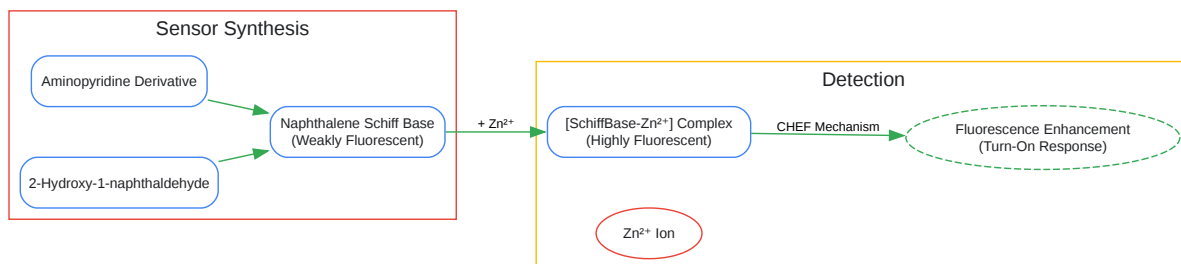 Sensor Synthesis
Aminopyridine Derivative
2-Hydroxy-1-naphthaldehyde
Naphthalene Schiff Base
(Weakly Fluorescent)
+ Zn²⁺
Detection
[SchiffBase-Zn²⁺] Complex
(Highly Fluorescent)
CHEF Mechanism
Fluorescence Enhancement
(Turn-On Response)
Zn²⁺ Ion